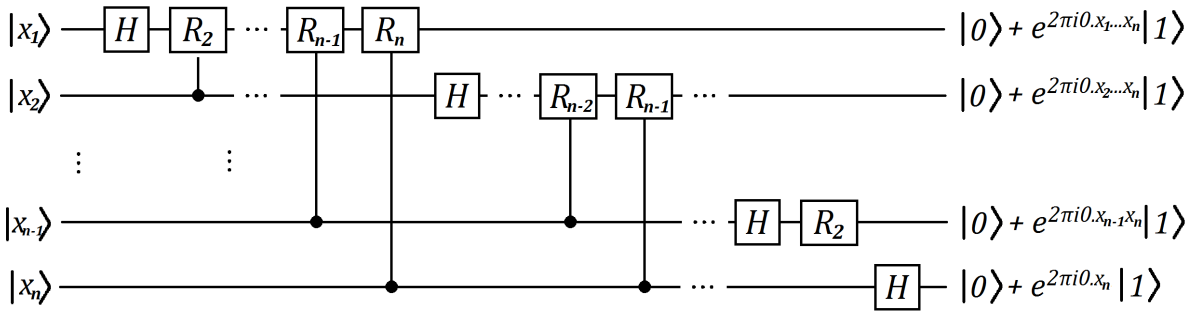 |x₁⟩ H R₂ ··· Rₙ₋₁ Rₙ |0⟩ + e^{2πi0.x₁...xₙ}|1⟩
|x₂⟩ ··· H ··· Rₙ₋₂ Rₙ₋₁ ··· |0⟩ + e^{2πi0.x₂...xₙ}|1⟩
⋮ ⋮
|xₙ₋₁⟩ ··· H R₂ |0⟩ + e^{2πi0.xₙ₋₁xₙ}|1⟩
|xₙ⟩ ··· H |0⟩ + e^{2πi0.xₙ}|1⟩